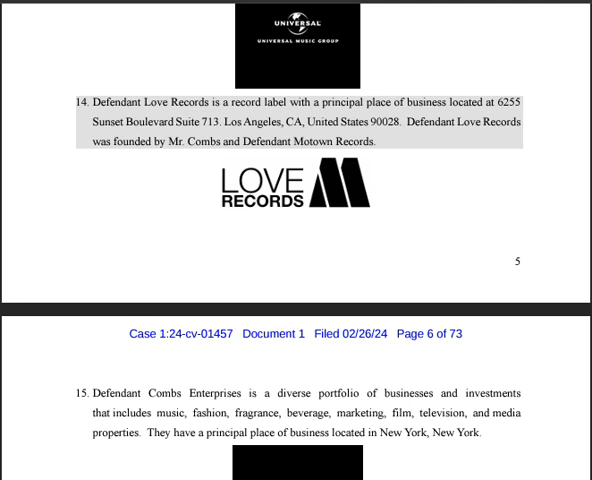 UNIVERSAL
UNIVERSAL MUSIC GROUP
14. Defendant Love Records is a record label with a principal place of business located at 6255
Sunset Boulevard Suite 713. Los Angeles, CA, United States 90028. Defendant Love Records
was founded by Mr. Combs and Defendant Motown Records.
LOVE
RECORDS
5
Case 1:24-cv-01457 Document 1 Filed 02/26/24 Page 6 of 73
15. Defendant Combs Enterprises is a diverse portfolio of businesses and investments
that includes music, fashion, fragrance, beverage, marketing, film, television, and media
properties. They have a principal place of business located in New York, New York.